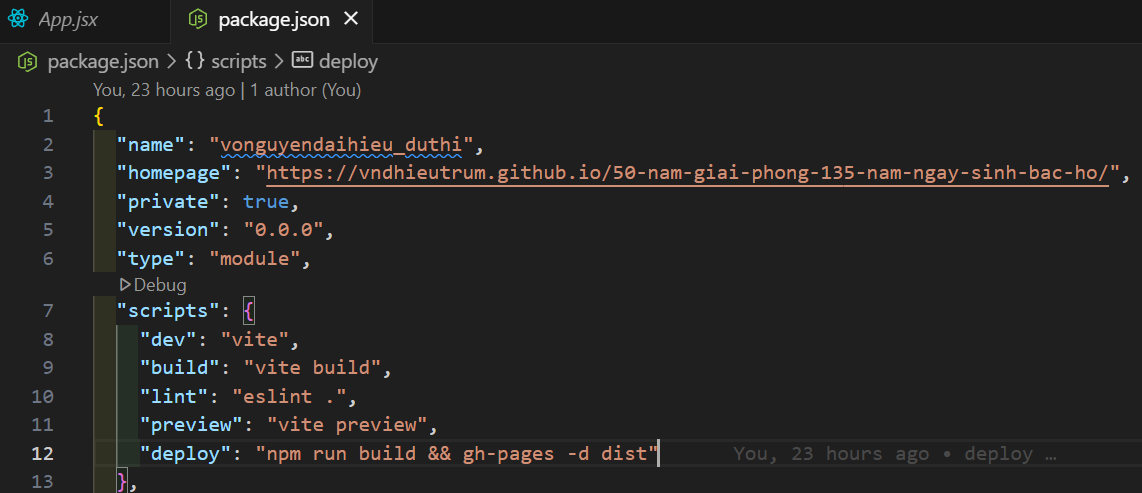 App.jsx package.json
package.json > {} scripts > abc deploy
You, 23 hours ago | 1 author (You)
1 {
2 "name": "vonguyendaihieu_duthi",
3 "homepage": "https://vndhieutrum.github.io/50-nam-giai-phong-135-nam-ngay-sinh-bac-ho/",
4 "private": true,
5 "version": "0.0.0",
6 "type": "module",
Debug
7 "scripts": {
8 "dev": "vite",
9 "build": "vite build",
10 "lint": "eslint .",
11 "preview": "vite preview",
12 "deploy": "npm run build && gh-pages -d dist" You, 23 hours ago • deploy …
13 },